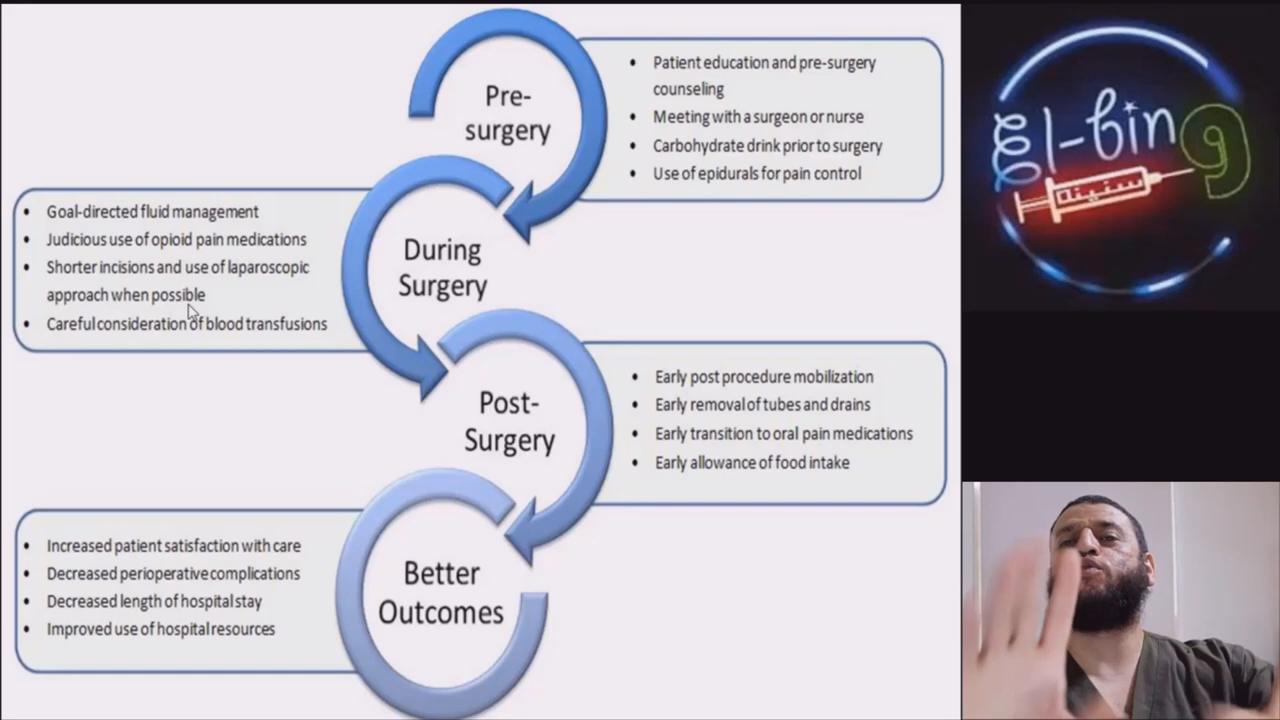 Pre-
surgery
• Patient education and pre-surgery
counseling
• Meeting with a surgeon or nurse
• Carbohydrate drink prior to surgery
• Use of epidurals for pain control
During
Surgery
• Goal-directed fluid management
• Judicious use of opioid pain medications
• Shorter incisions and use of laparoscopic
approach when possible
• Careful consideration of blood transfusions
Post-
Surgery
• Early post procedure mobilization
• Early removal of tubes and drains
• Early transition to oral pain medications
• Early allowance of food intake
Better
Outcomes
• Increased patient satisfaction with care
• Decreased perioperative complications
• Decreased length of hospital stay
• Improved use of hospital resources
El-bing
ستينه